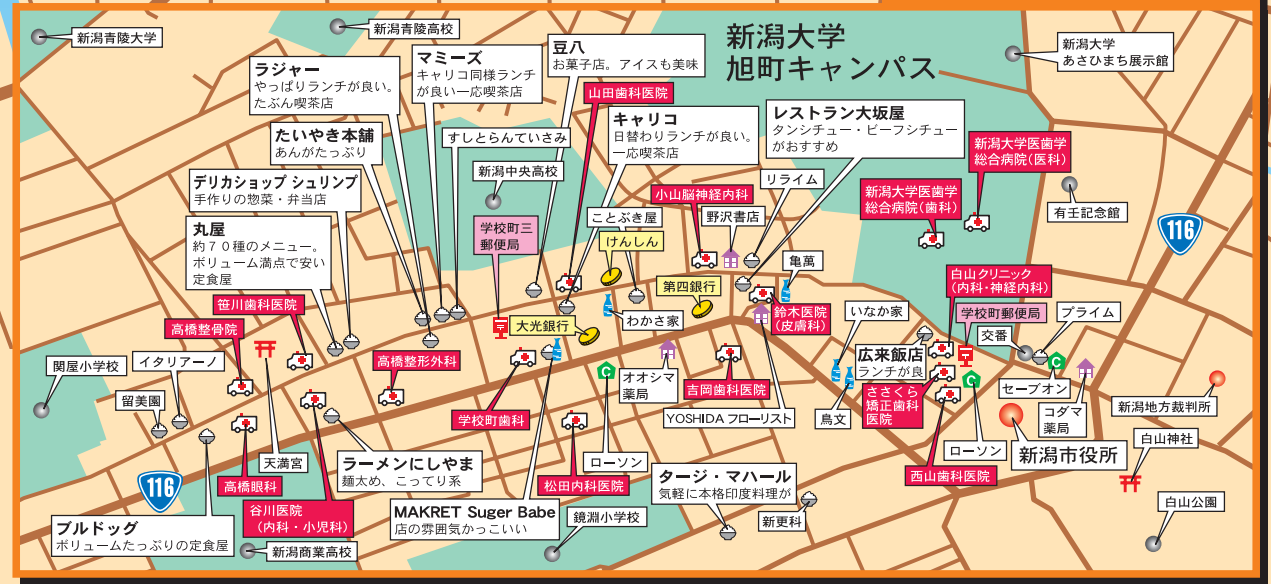 新潟青陵大学
新潟青陵高校
新潟大学
旭町キャンパス
新潟大学
あさひまち展示館
ラジャー
やっぱりランチが良い。
たぶん喫茶店
マミーズ
キャリコ同様ランチ
が良い一応喫茶店
豆八
お菓子店。アイスも美味
山田歯科医院
キャリコ
日替わりランチが良い。
一応喫茶店
レストラン大坂屋
タンシチュー・ビーフシチュー
がおすすめ
たいやき本舗
あんがたっぷり
すしとらんていさみ
新潟中央高校
新潟大学医歯学
総合病院(医科)
新潟大学医歯学
総合病院(歯科)
有壬記念館
116
デリカショップ シュリンプ
手作りの惣菜・弁当店
丸屋
約70種のメニュー。
ボリューム満点で安い
定食屋
学校町三
郵便局
ことぶき屋
けんしん
小山脳神経内科
野沢書店
リライム
亀萬
第四銀行
鈴木医院
(皮膚科)
白山クリニック
(内科・神経内科)
学校町郵便局
交番
プライム
いなか家
広来飯店
ランチが良
笹川歯科医院
高橋整骨院
高橋整形外科
大光銀行
わかさ家
関屋小学校
イタリアーノ
留美園
天満宮
高橋眼科
谷川医院
(内科・小児科)
学校町歯科
オオシマ
薬局
吉岡歯科医院
YOSHIDA フローリスト
鳥文
ささくら
矯正歯科
医院
セーブオン
コダマ
薬局
新潟地方裁判所
ローソン
新潟市役所
白山神社
西山歯科医院
白山公園
116
ブルドッグ
ボリュームたっぷりの定食屋
新潟商業高校
ラーメンにしやま
麺太め、こってり系
MAKRET Suger Babe
店の雰囲気かっこいい
松田内科医院
ローソン
鏡淵小学校
タージ・マハール
気軽に本格印度料理が
新更科